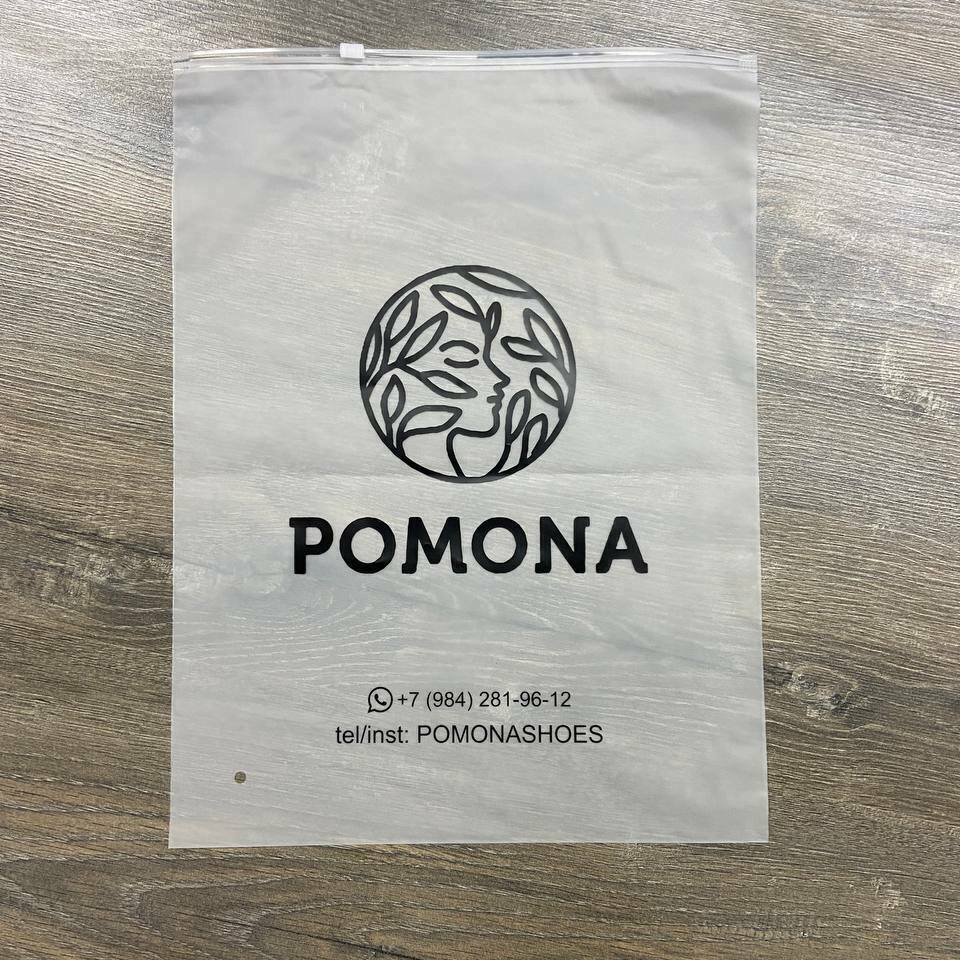 POMONA
+7 (984) 281-96-12
tel/inst: POMONASHOES